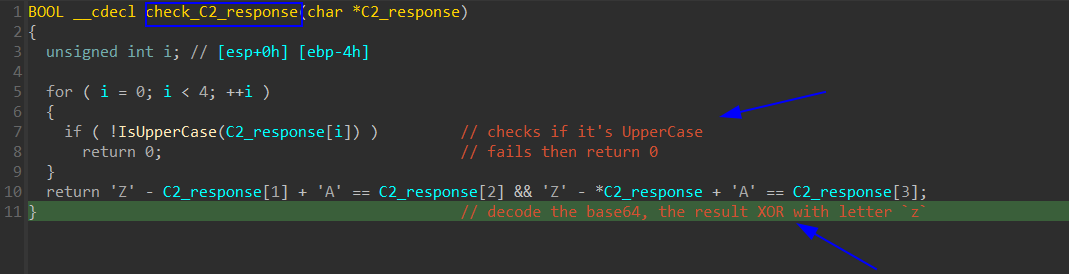 1 BOOL __cdecl check_C2_response(char *C2_response)
2 {
3 unsigned int i; // [esp+0h] [ebp-4h]
4
5 for ( i = 0; i < 4; ++i )
6 {
7 if ( !IsUpperCase(C2_response[i]) ) // checks if it's UpperCase
8 return 0; // fails then return 0
9 }
10 return 'Z' - C2_response[1] + 'A' == C2_response[2] && 'Z' - *C2_response + 'A' == C2_response[3];
11 } // decode the base64, the result XOR with letter `z`